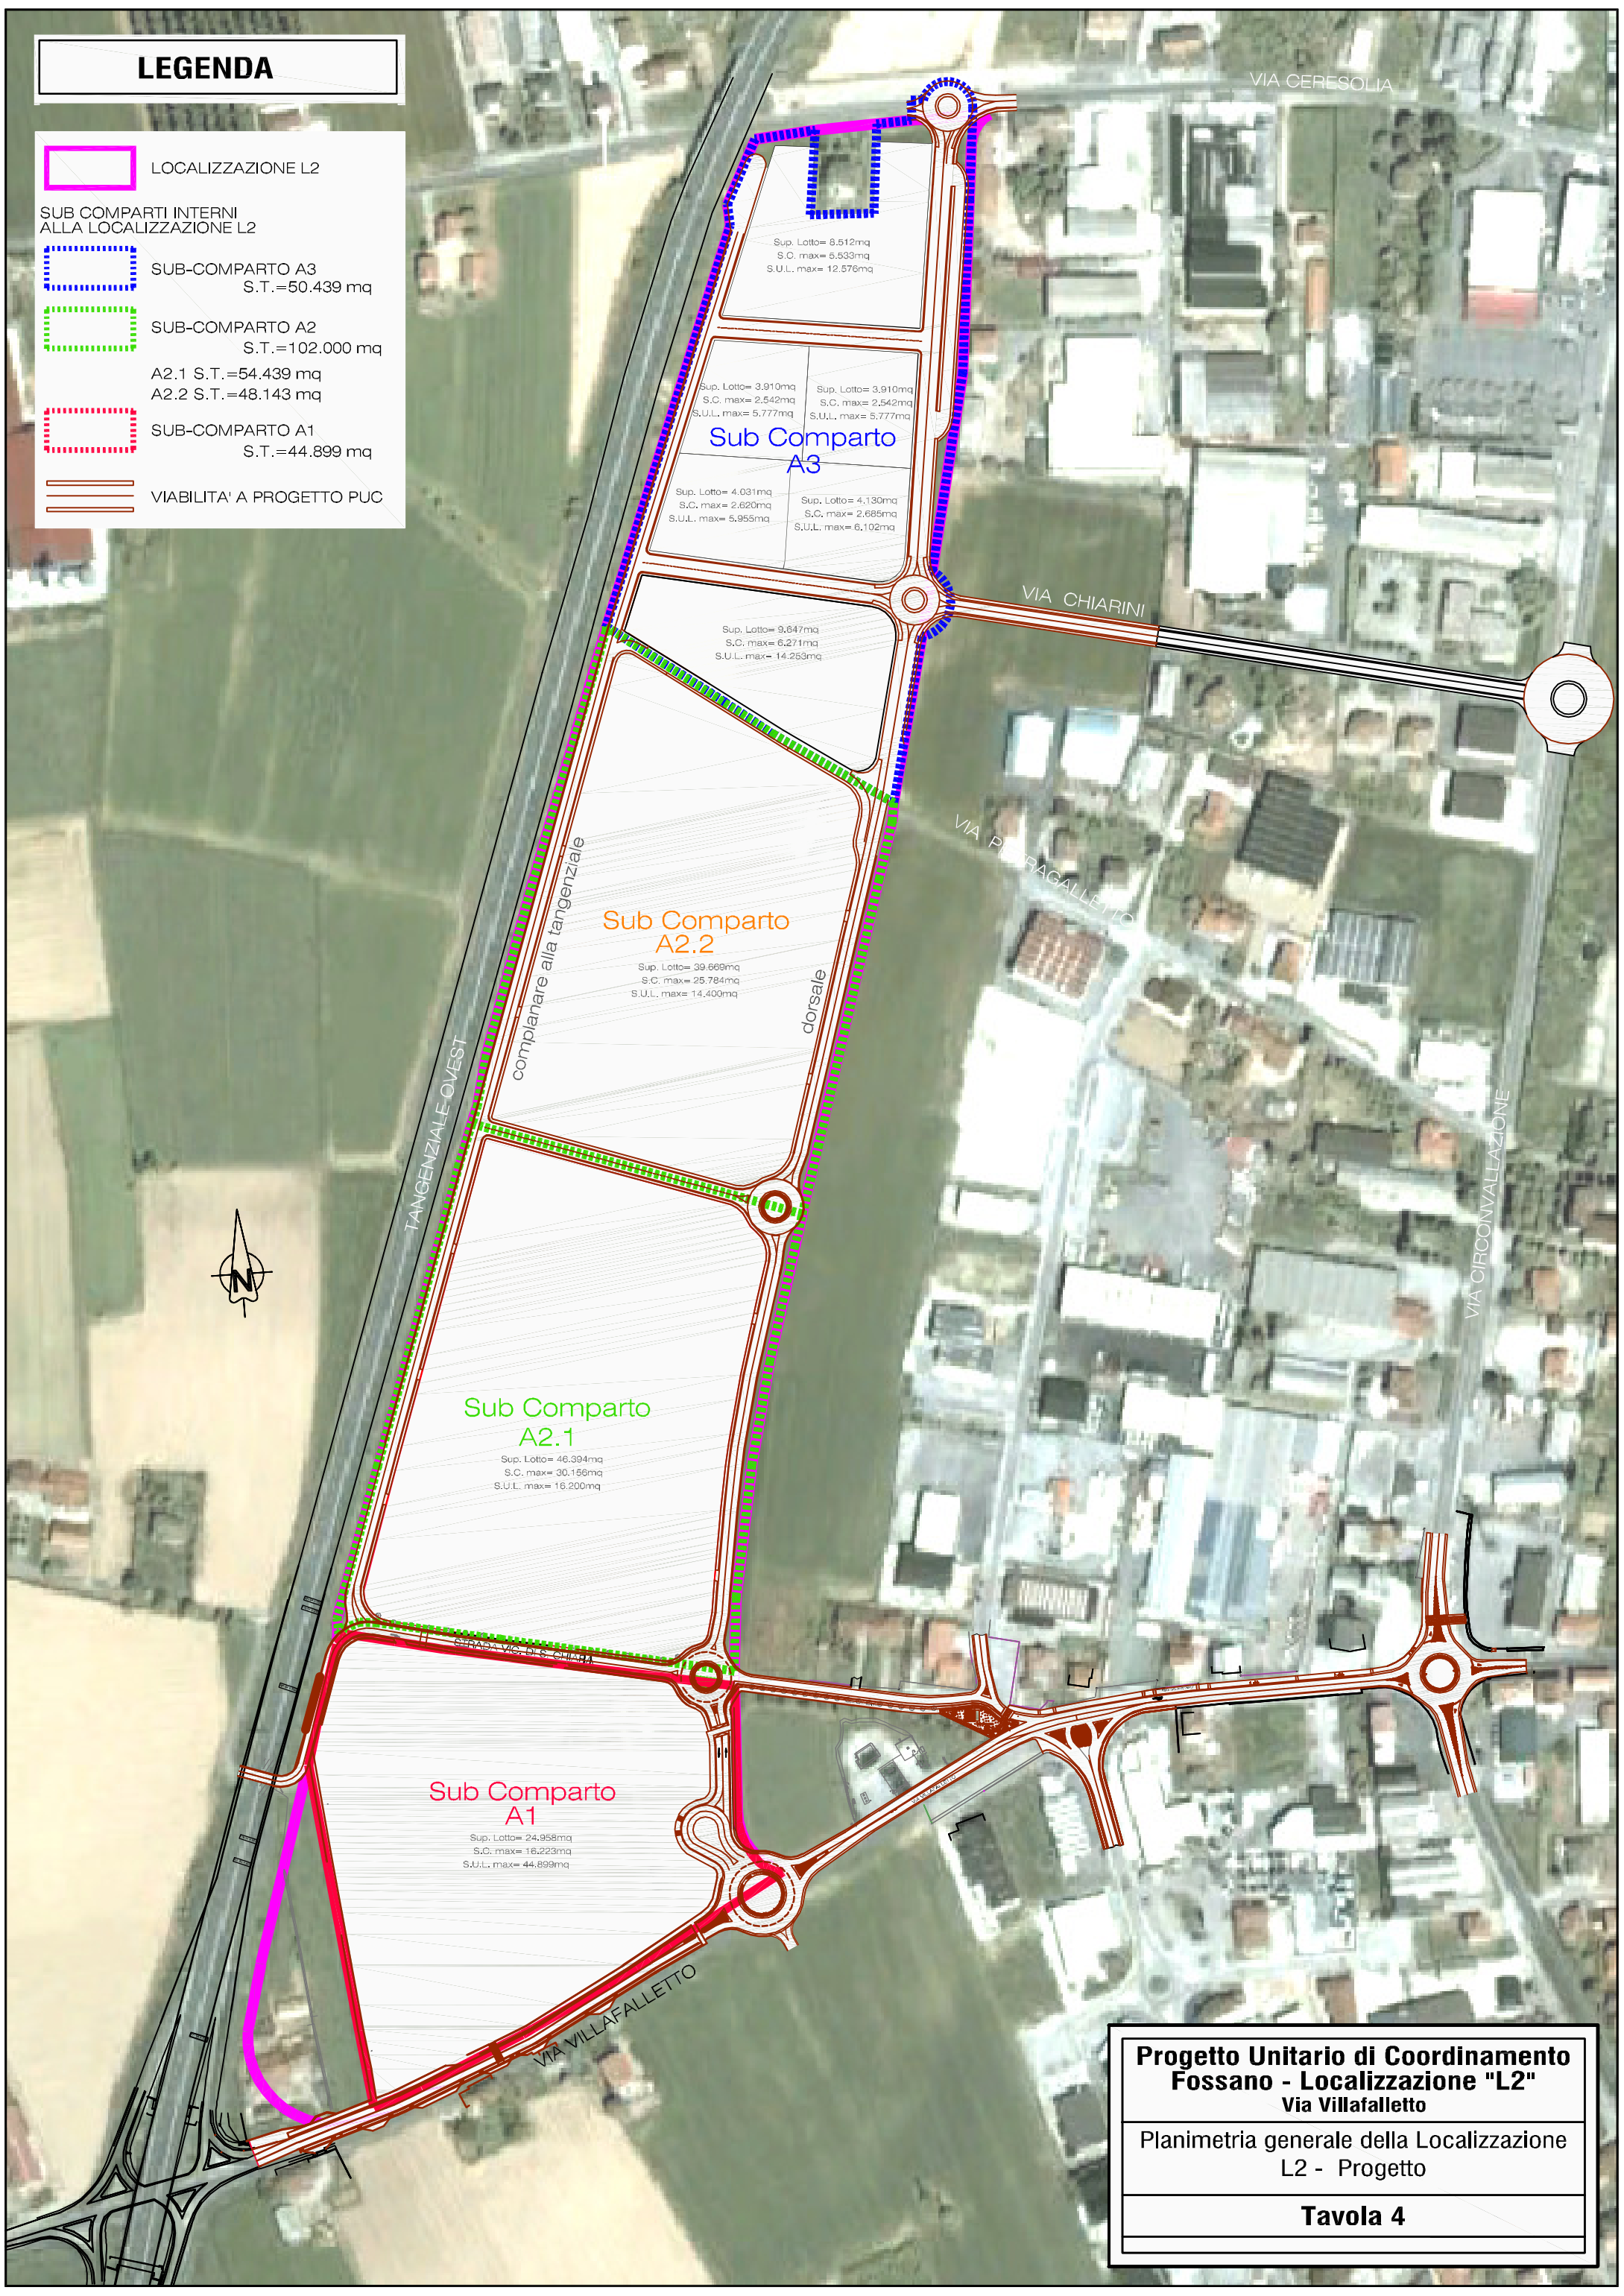 LEGENDA
LOCALIZZAZIONE L2
SUB COMPARTI INTERNI
ALLA LOCALIZZAZIONE L2
SUB-COMPARTO A3
S.T.=50.439 mq
SUB-COMPARTO A2
S.T.=102.000 mq
A2.1 S.T.=54.439 mq
A2.2 S.T.=48.143 mq
SUB-COMPARTO A1
S.T.=44.899 mq
VIABILITA' A PROGETTO PUC
VIA CERESOLIA
Sup. Lotto= 8.512mq
S.C. max= 5.533mq
S.U.L. max= 12.576mq
Sup. Lotto= 3.910mq
S.C. max= 2.542mq
S.U.L. max= 5.777mq
Sup. Lotto= 3.910mq
S.C. max= 2.542mq
S.U.L. max= 5.777mq
Sub Comparto
A3
Sup. Lotto= 4.031mq
S.C. max= 2.620mq
S.U.L. max= 5.955mq
Sup. Lotto= 4.130mq
S.C. max= 2.685mq
S.U.L. max= 6.102mq
VIA CHIARINI
Sup. Lotto= 9.647mq
S.C. max= 6.271mq
S.U.L. max= 14.253mq
VIA
complanare alla tangenziale
Sub Comparto
A2.2
Sup. Lotto= 39.669mq
S.C. max= 25.784mq
S.U.L. max= 14.400mq
dorsale
TANGENZIALE OVEST
VIA CIRCONVALLAZIONE
N
Sub Comparto
A2.1
Sup. Lotto= 46.394mq
S.C. max= 30.156mq
S.U.L. max= 16.200mq
STRADA VIC. DI S. CHIARA
Sub Comparto
A1
Sup. Lotto= 24.958mq
S.C. max= 16.223mq
S.U.L. max= 44.899mq
VIA VILLAFALLETTO
Progetto Unitario di Coordinamento
Fossano - Localizzazione "L2"
Via Villafalletto
Planimetria generale della Localizzazione
L2 - Progetto
Tavola 4